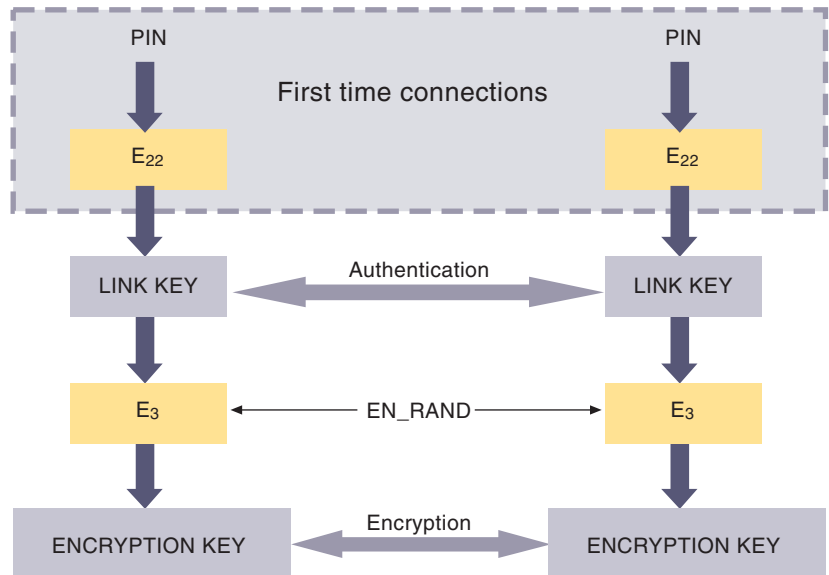 PIN
PIN
First time connections
E22
E22
Authentication
LINK KEY
LINK KEY
E3
EN_RAND
E3
Encryption
ENCRYPTION KEY
ENCRYPTION KEY